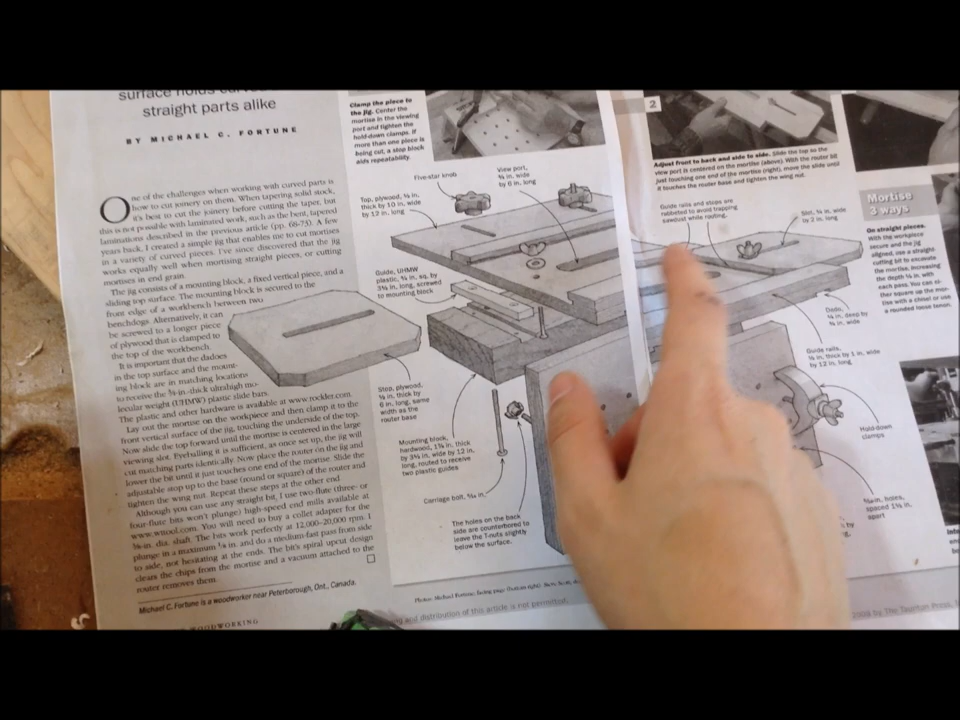 surface holds
straight parts alike
BY MICHAEL C. FORTUNE
One of the challenges when working with curved parts is
how to cut joinery on them. When tapering solid stock,
it's best to cut the joinery before cutting the taper, but
this is not possible with laminated work, such as the bent, tapered
laminations described in the previous article (pp. 68-73). A few
years back, I created a simple jig that enables me to cut mortises
in a variety of curved pieces. I've since discovered that the jig
works equally well when mortising straight pieces, or cutting
mortises in end grain.
The jig consists of a mounting block, a fixed vertical piece, and a
sliding top surface. The mounting block is secured to the
front edge of a workbench between two
benchdogs. Alternatively, it can
be screwed to a longer piece
of plywood that is clamped to
the top of the workbench.
It is important that the dadoes
in the top surface and the mount-
ing block are in matching locations
to receive the 3⁄8-in.-thick ultrahigh mo-
lecular weight (UHMW) plastic slide bars.
The plastic and other hardware is available at www.rockler.com.
Lay out the mortise on the workpiece and then clamp it to the
front vertical surface of the jig, touching the underside of the top.
Now slide the top forward until the mortise is centered in the large
viewing slot. Eyeballing it is sufficient, as once set up, the jig will
cut matching parts identically. Now place the router on the jig and
lower the bit until it just touches one end of the mortise. Slide the
adjustable stop up to the base (round or square) of the router and
tighten the wing nut. Repeat these steps at the other end.
Although you can use any straight bit, I use two-flute (three- or
four-flute bits won't plunge) high-speed end mills available at
www.wttool.com. You will need to buy a collet adapter for the
dia. shaft. The bits work perfectly at 12,000–20,000 rpm. I
plunge in a maximum 1⁄8 in. and do a medium-fast pass from side
to side, not hesitating at the ends. The bit's spiral upcut design
clears the chips from the mortise and a vacuum attached to the
router removes them.
Michael C. Fortune is a woodworker near Peterborough, Ont., Canada.
WOODWORKING
Clamp the piece to
the jig. Center the
mortise in the viewing
port and tighten the
hold-down clamps. If
more than one piece is
being cut, a stop block
aids repeatability.
Five-star knob
View port,
3⁄4 in. wide
by 6 in. long
Top, plywood, 3⁄4 in.
thick by 10 in. wide
by 12 in. long
Guide, UHMW
plastic, 3⁄4 in. sq. by
3 3⁄4 in. long, screwed
to mounting block
Stop, plywood,
thick by
6 in. long, same
width as the
router base
Mounting block,
hardwood, 1 3⁄4 in. thick
by 3 3⁄4 in. wide by 12 in.
long, routed to receive
two plastic guides
Carriage bolt, 5⁄16 in.
The holes on the back
side are counterbored to
leave the T-nuts slightly
below the surface.
2
Adjust front to back and side to side. Slide the top so the
view port is centered on the mortise (above). With the router bit
just touching one end of the mortise (right), move the stop until
it touches the router base and tighten the wing nut.
Guide rails and stops are
rabbeted to avoid trapping
sawdust while routing.
Slot, wide
by 2 in. long
Dado,
deep by
wide
Guide rails,
thick by 1 in. wide
by 12 in. long
Hold-down
clamps
holes,
spaced
apart
Mortise
3 ways
On straight pieces.
With the workpiece
secure and the jig
aligned, use a straight
cutting bit to excavate
the mortise, increasing
the depth 1⁄8 in. with
each pass. You can ei-
ther square up the mor-
tise with a chisel or use
a rounded loose tenon.
Photos: Michael Fortune; facing page (bottom right)
and distribution of this article is not permitted.
by The Taunton Press,